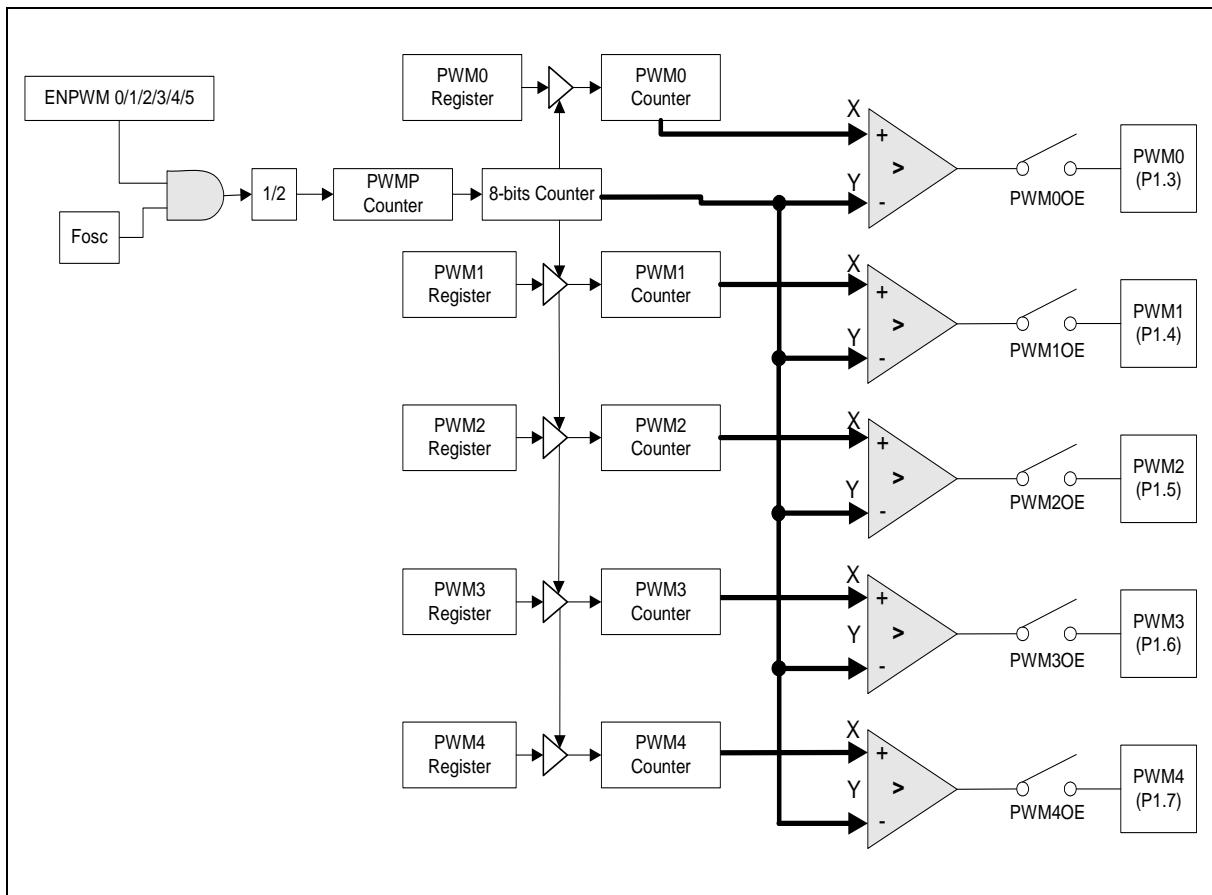 ENPWM 0/1/2/3/4/5
Fosc
1/2
PWMP
Counter
8-bits Counter
PWM0
Register
PWM0
Counter
X
+
Y
-
>
PWM0OE
PWM0
(P1.3)
PWM1
Register
PWM1
Counter
X
+
Y
-
>
PWM1OE
PWM1
(P1.4)
PWM2
Register
PWM2
Counter
X
+
Y
-
>
PWM2OE
PWM2
(P1.5)
PWM3
Register
PWM3
Counter
X
+
Y
-
>
PWM3OE
PWM3
(P1.6)
PWM4
Register
PWM4
Counter
X
+
Y
-
>
PWM4OE
PWM4
(P1.7)